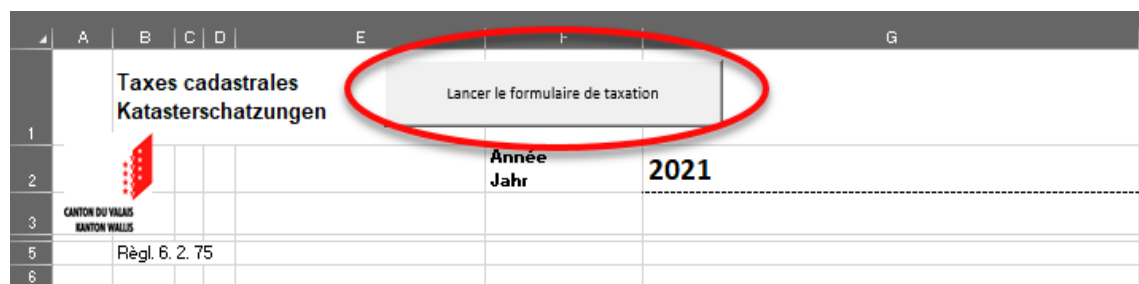 A B C D E F G
Taxes cadastrales
Katasterschatzungen
Lancer le formulaire de taxation
1
Année
Jahr
2021
2
CANTON DU VALAIS
KANTON WALLIS
3
5
Règl. 6. 2. 75
6